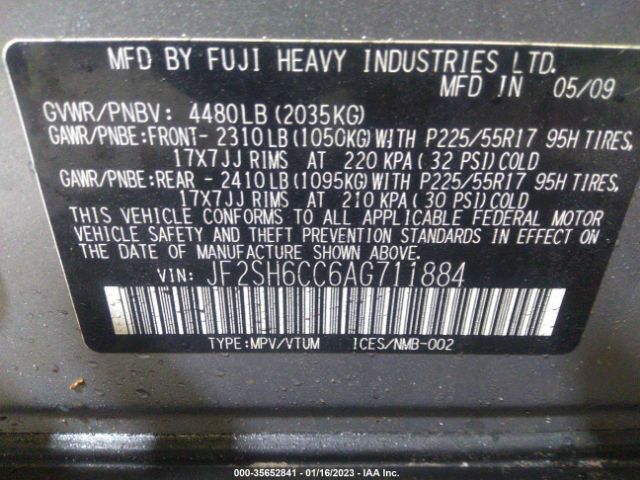 MFD BY FUJI HEAVY INDUSTRIES LTD.
MFD IN 05/09
GVWR/PNBV: 4480LB(2035KG)
GAWR/PNBE:FRONT- 2310LB(1050KG)WITH P225/55R17 95H TIRES,
17X7JJ RIMS AT 220 KPA(32 PSI)COLD
GAWR/PNBE:REAR - 2410LB(1095KG)WITH P225/55R17 95H TIRES,
17X7JJ RIMS AT 210 KPA(30 PSI)COLD
THIS VEHICLE CONFORMS TO ALL APPLICABLE FEDERAL MOTOR
VEHICLE SAFETY AND THEFT PREVENTION STANDARDS IN EFFECT ON
THE DATE OF MANUFACTURE SHOWN ABOVE.
VIN: JF2SH6CC6AG711884
TYPE:MPV/VTUM ICES/NMB-002
000-35652841 - 01/16/2023 - IAA Inc.